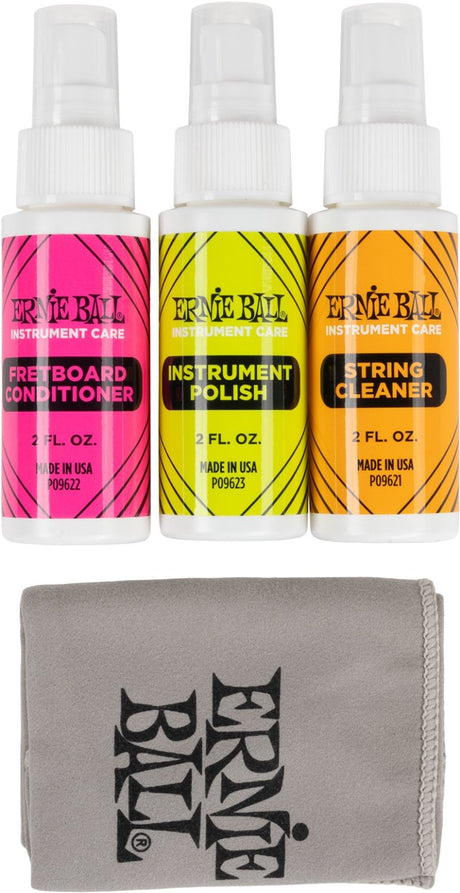 ERNIE BALL®
INSTRUMENT CARE
FRETBOARD
CONDITIONER
2 FL. OZ.
MADE IN USA
P09622
ERNIE BALL®
INSTRUMENT CARE
INSTRUMENT
POLISH
2 FL. OZ.
MADE IN USA
P09623
ERNIE BALL®
INSTRUMENT CARE
STRING
CLEANER
2 FL. OZ.
MADE IN USA
P09621
ERNIE
BALL®